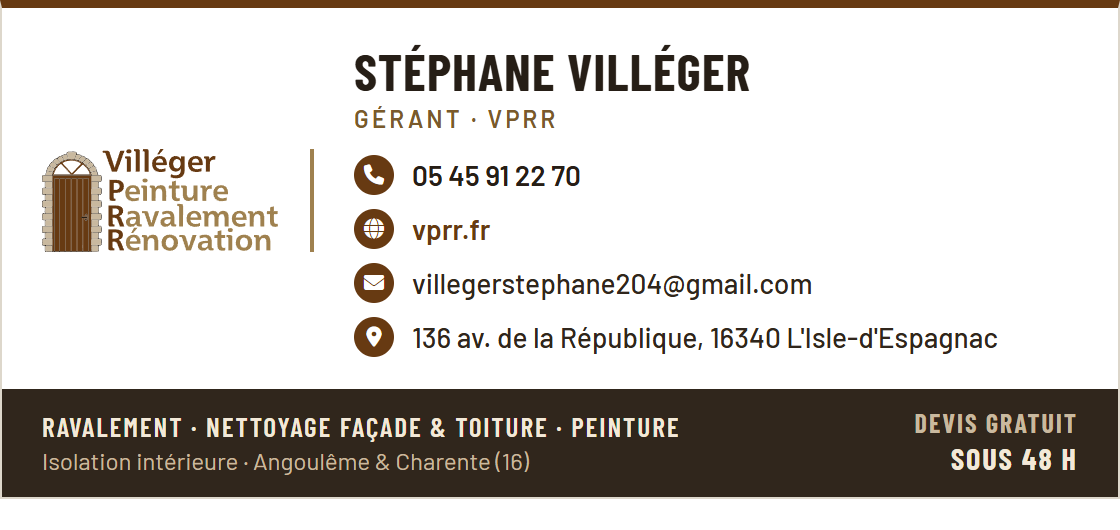 STÉPHANE VILLÉGER
GÉRANT · VPRR
Villéger
Peinture
Ravalement
Rénovation
05 45 91 22 70
vprr.fr
villegerstephane204@gmail.com
136 av. de la République, 16340 L'Isle-d'Espagnac
RAVALEMENT · NETTOYAGE FAÇADE & TOITURE · PEINTURE
Isolation intérieure · Angoulême & Charente (16)
DEVIS GRATUIT
SOUS 48 H